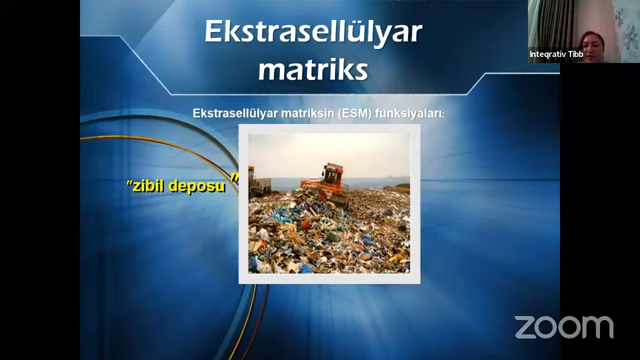 Ekstrasellülyar
matriks
İnteqrativ Tibb
Ekstrasellülyar matriksin (ESM) funksiyaları:
"zibil deposu"
zoom